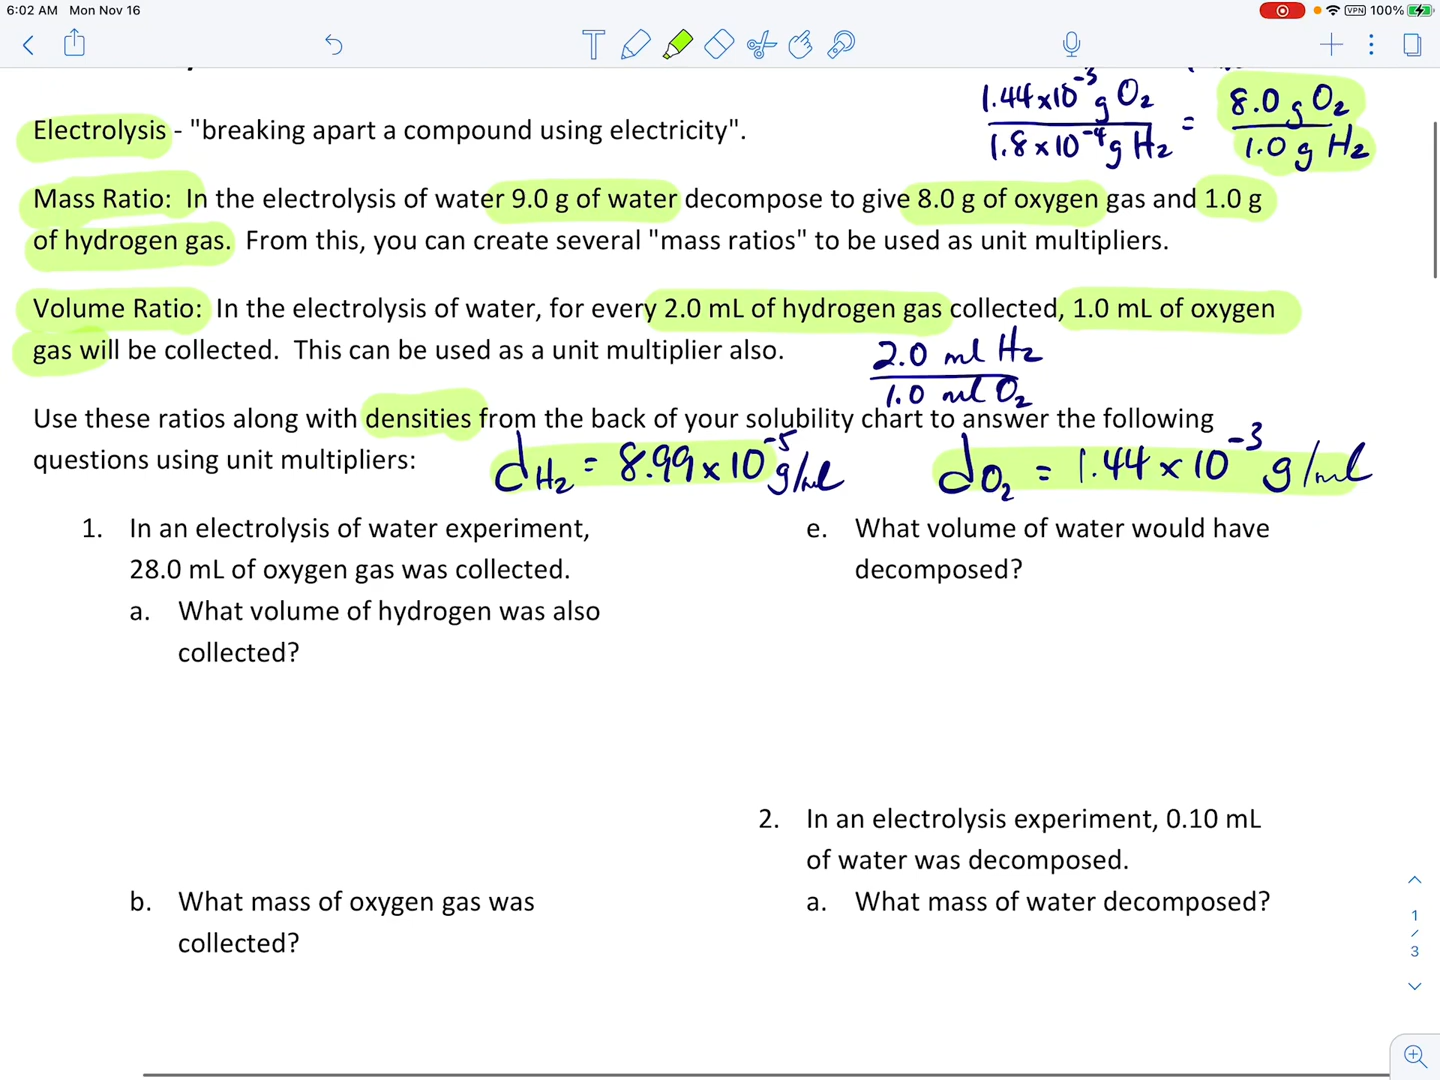 6:02 AM Mon Nov 16
VPN 100%
1.44x10⁻³ g O₂
1.8 x 10⁻⁴ g H₂
=
8.0 g O₂
1.0 g H₂
Electrolysis - "breaking apart a compound using electricity".
Mass Ratio: In the electrolysis of water 9.0 g of water decompose to give 8.0 g of oxygen gas and 1.0 g
of hydrogen gas. From this, you can create several "mass ratios" to be used as unit multipliers.
Volume Ratio: In the electrolysis of water, for every 2.0 mL of hydrogen gas collected, 1.0 mL of oxygen
gas will be collected. This can be used as a unit multiplier also.
2.0 ml H₂
1.0 ml O₂
Use these ratios along with densities from the back of your solubility chart to answer the following
questions using unit multipliers:
dH₂ = 8.99 x 10⁻⁵ g/ml
dO₂ = 1.44 x 10⁻³ g/ml
1. In an electrolysis of water experiment,
28.0 mL of oxygen gas was collected.
a. What volume of hydrogen was also
collected?
b. What mass of oxygen gas was
collected?
e. What volume of water would have
decomposed?
2. In an electrolysis experiment, 0.10 mL
of water was decomposed.
a. What mass of water decomposed?
1
/
3